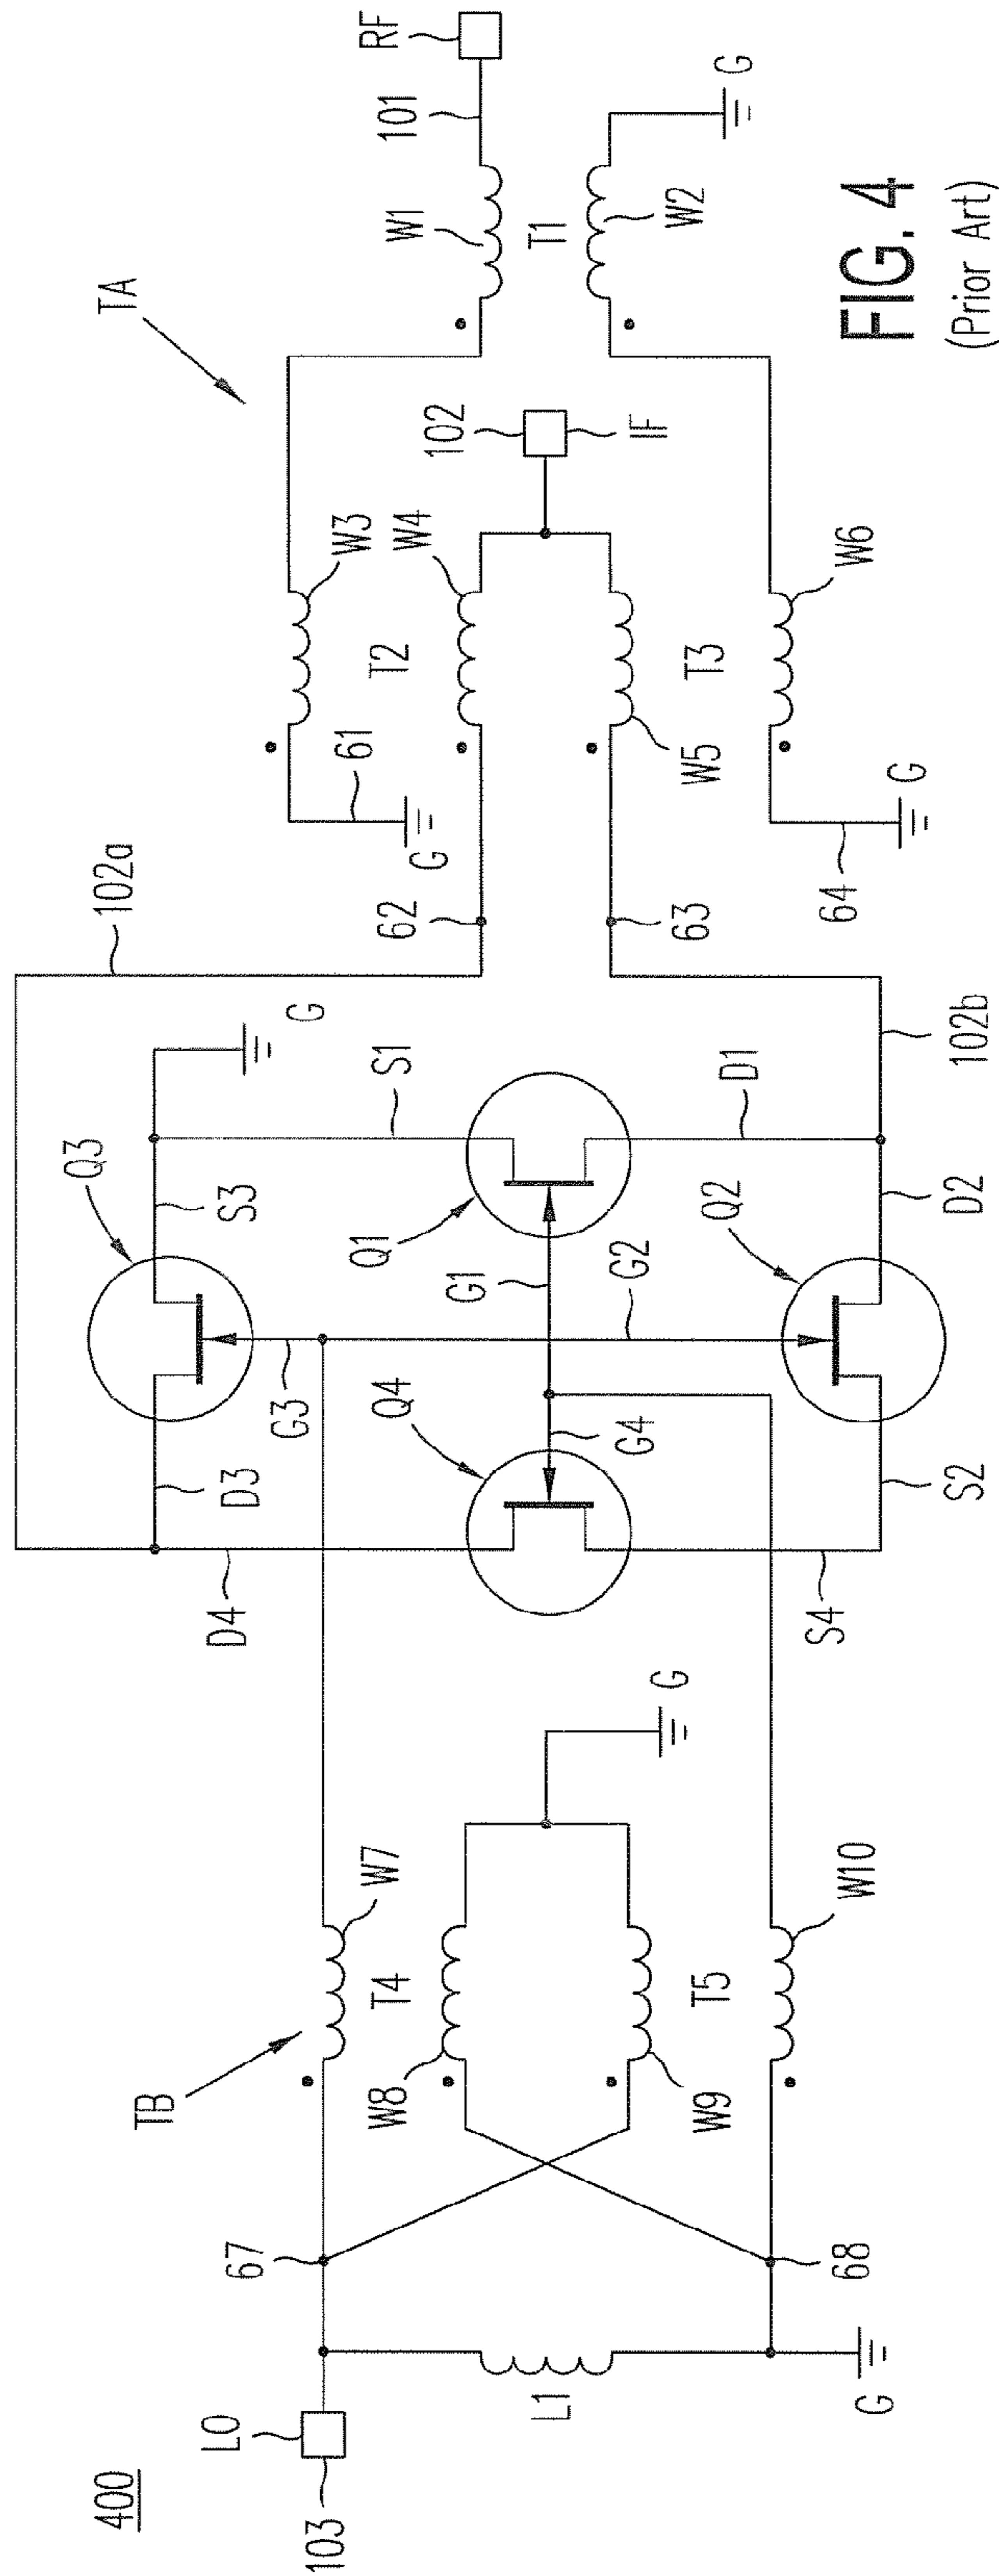 400
LO
103
67
L1
68
G
TB
W7
T4
W8
T5
W9
W10
G
102a
Q3
D3
S3
G
G3
D4
S1
Q4
Q1
G1
G4
G2
Q2
D1
S4
S2
D2
102b
62
63
TA
W3
61
G
T2
W4
102
IF
W5
T3
W6
64
G
RF
101
W1
T1
W2
G
FIG. 4
(Prior Art)